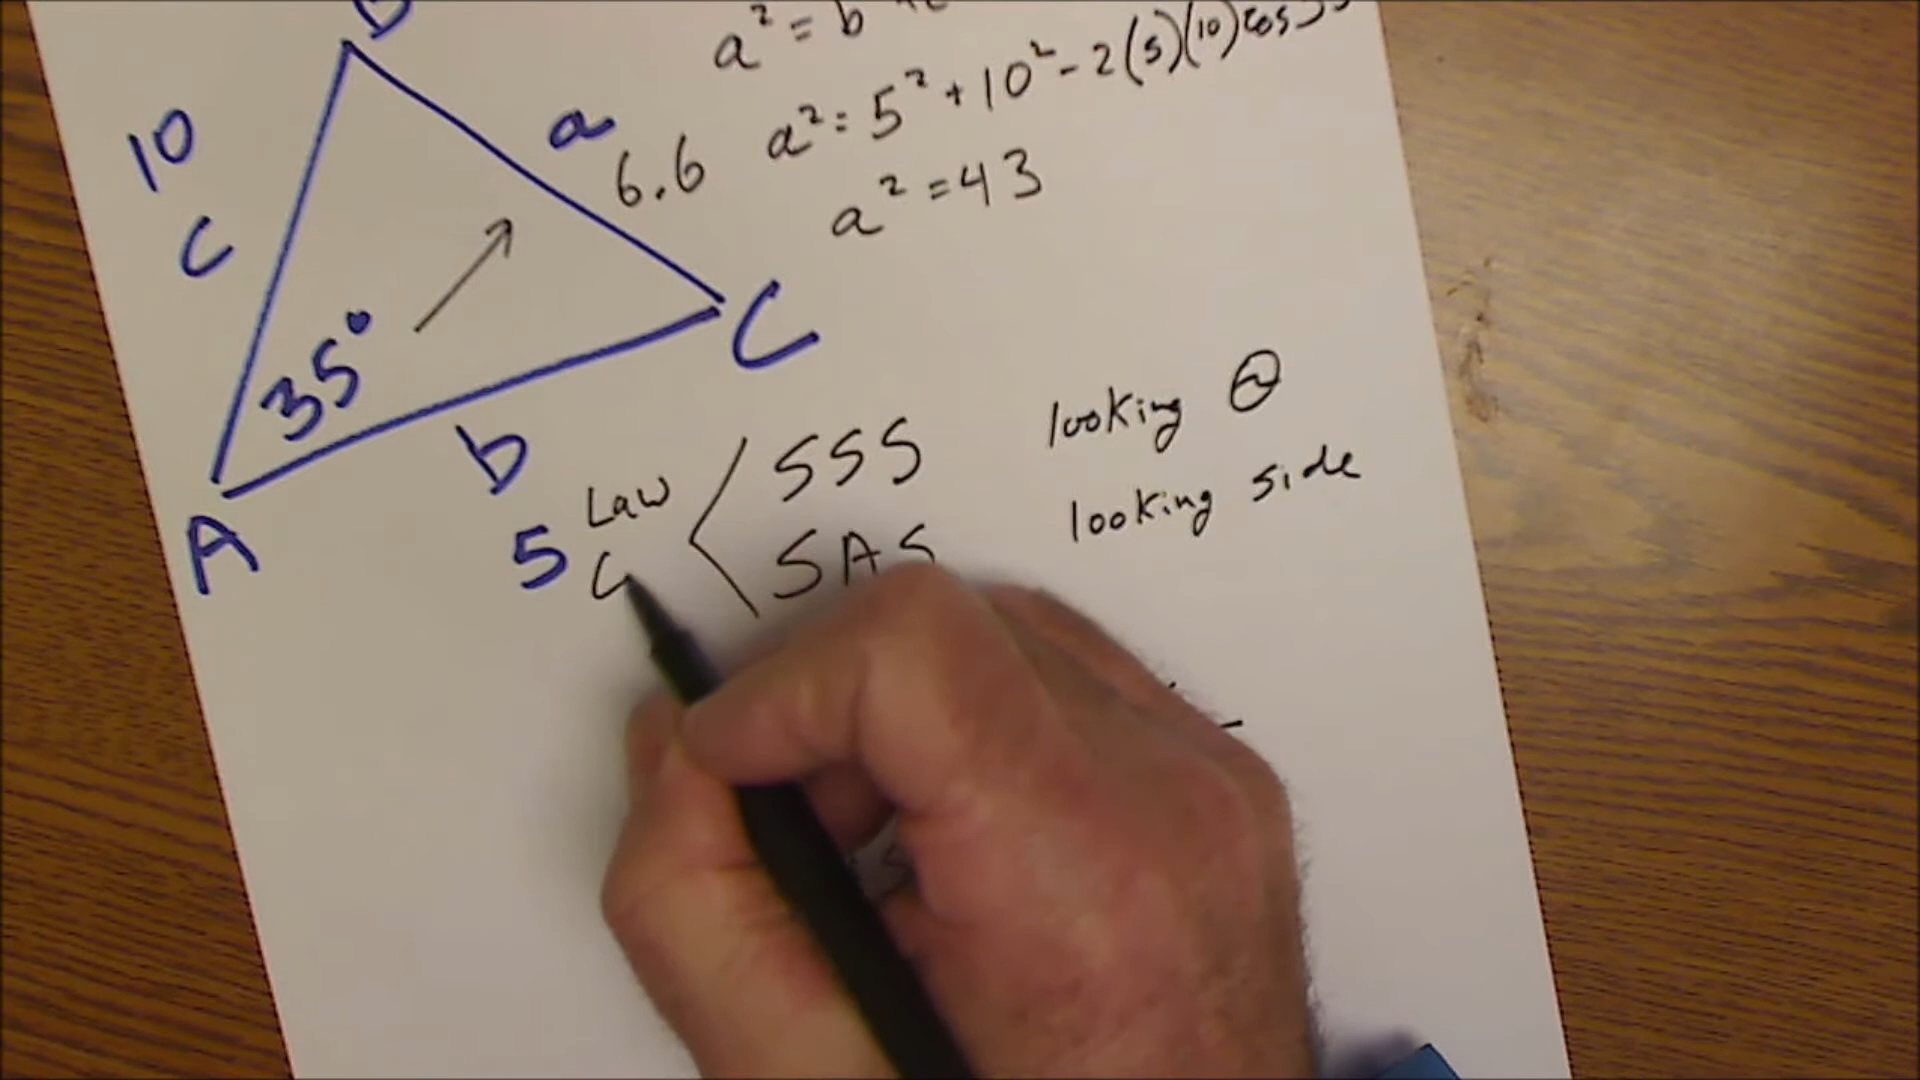 a² = b
10
a
a² = 5² + 10² - 2(5)(10) cos 35
6.6
a² = 43
c
C
35°
looking θ
b
SSS
Law
looking side
A
5
SAS
C